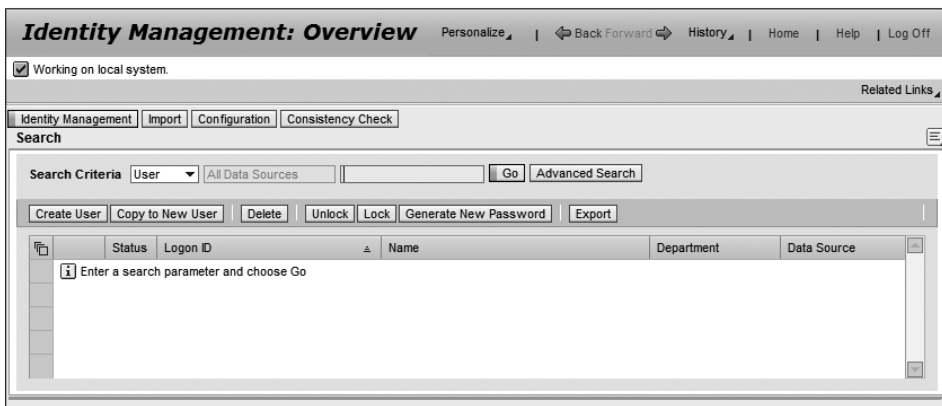 Identity Management: Overview Personalize | Back Forward History | Home | Help | Log Off
Working on local system.
Related Links
Identity Management Import Configuration Consistency Check
Search
Search Criteria User All Data Sources Go Advanced Search
Create User Copy to New User Delete Unlock Lock Generate New Password Export
Status Logon ID Name Department Data Source
Enter a search parameter and choose Go